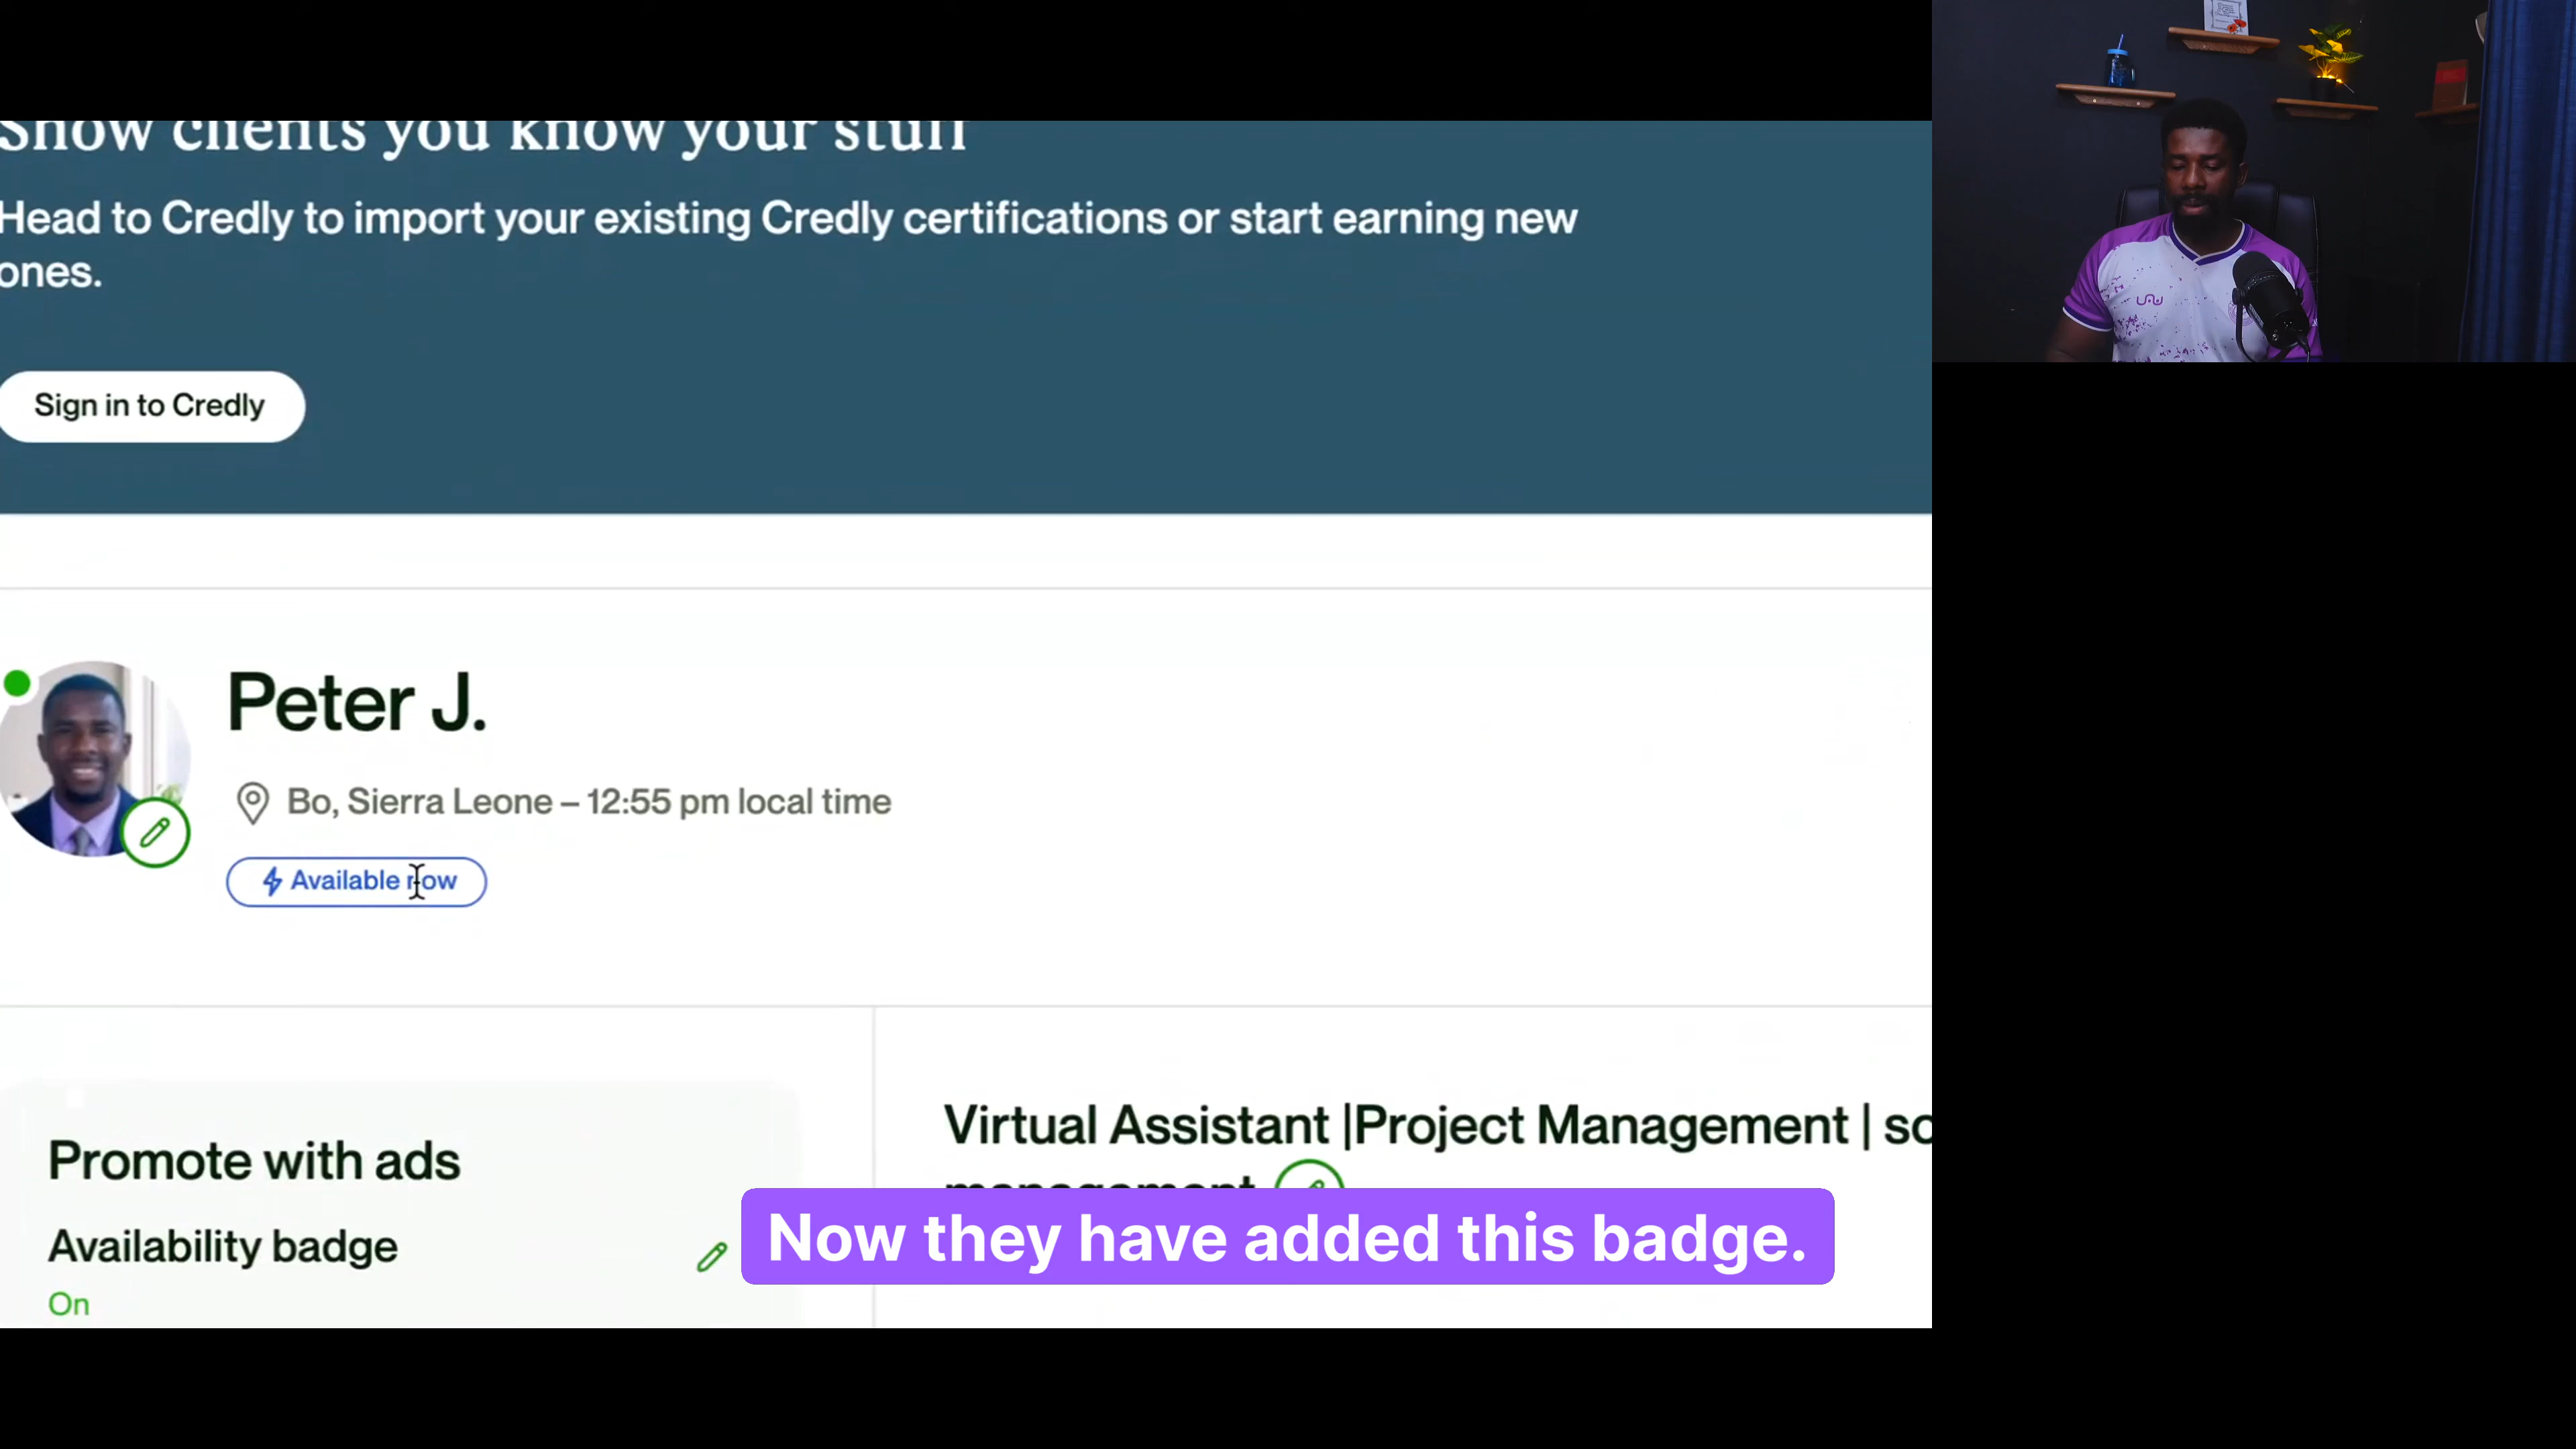 Show clients you know your stuff
Head to Credly to import your existing Credly certifications or start earning new
ones.
Sign in to Credly
Peter J.
Bo, Sierra Leone – 12:55 pm local time
Available now
Promote with ads
Availability badge
On
Virtual Assistant |Project Management | so
management
Now they have added this badge.